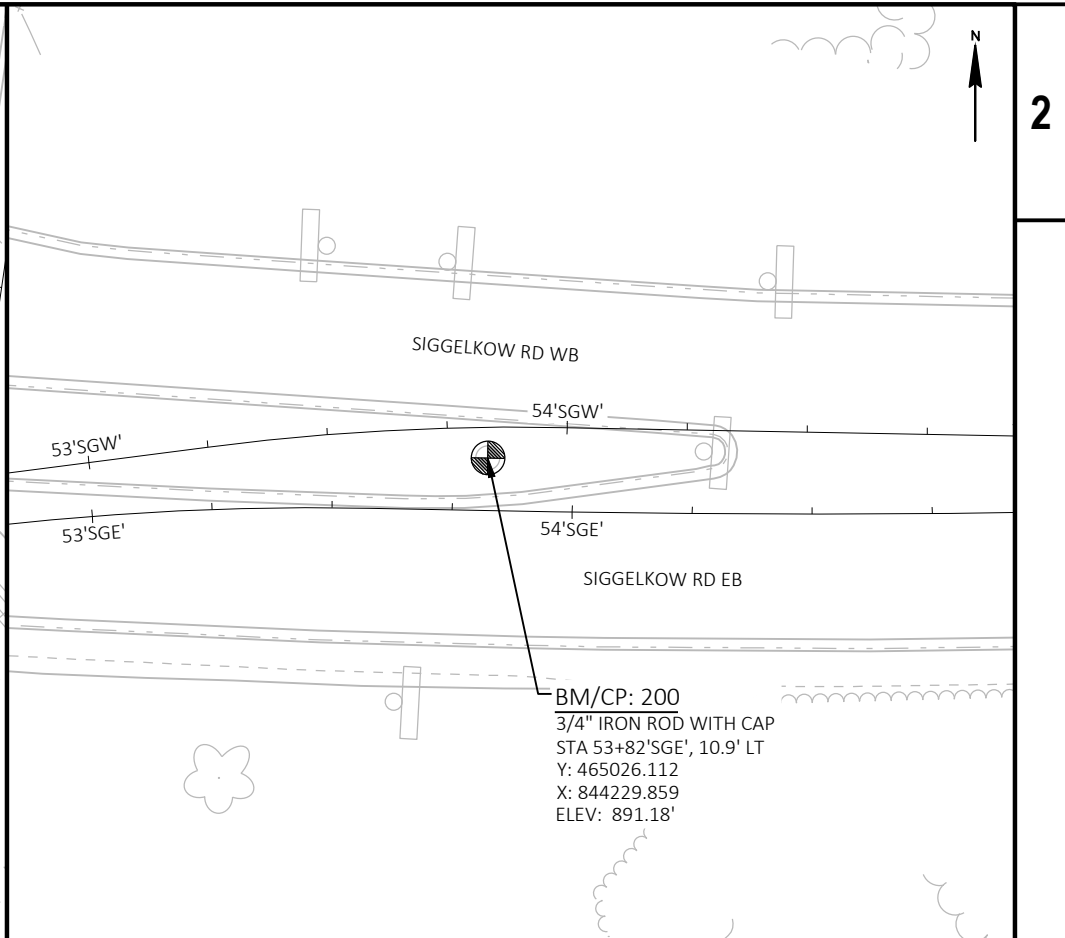 N
2
SIGGELKOW RD WB
54'SGW'
53'SGW'
53'SGE'
54'SGE'
SIGGELKOW RD EB
BM/CP: 200
3/4" IRON ROD WITH CAP
STA 53+82'SGE', 10.9' LT
Y: 465026.112
X: 844229.859
ELEV: 891.18'